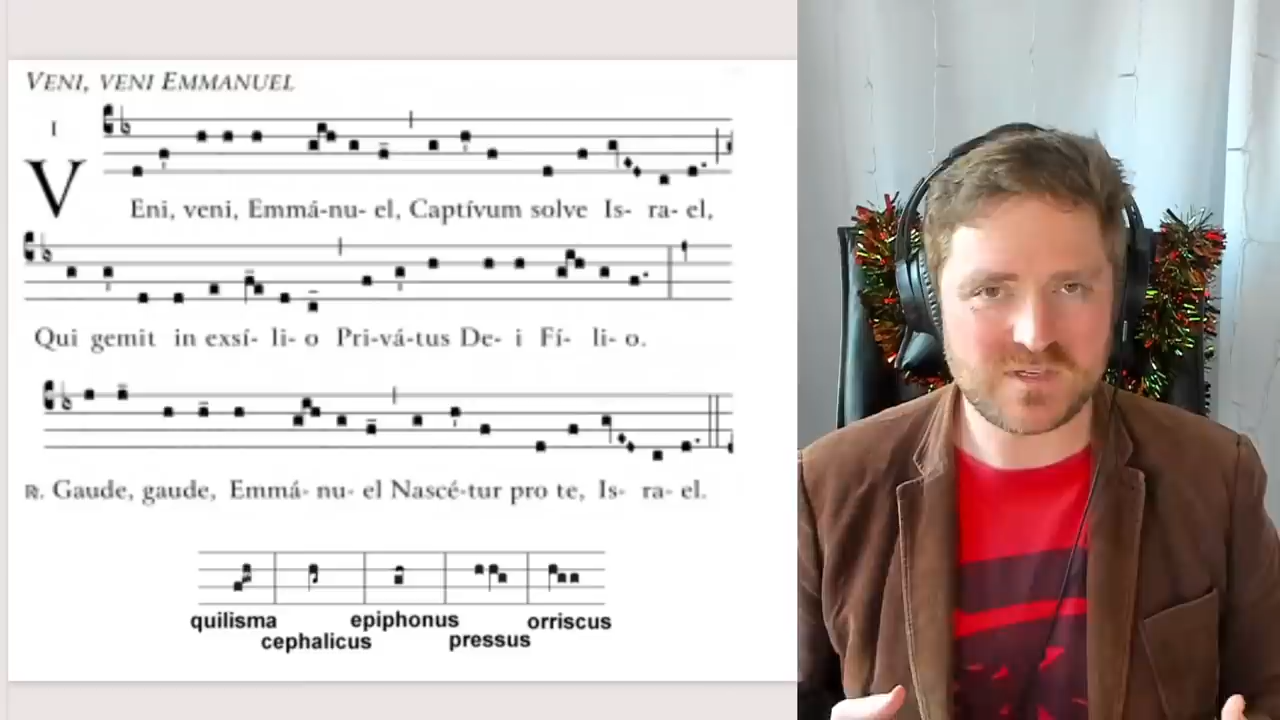 VENI, VENI EMMANUEL
I
VEni, veni, Emmá-nu- el, Captívum solve Is- ra- el,
Qui gemit in exsí- li- o Pri-vá-tus De- i Fí- li- o.
℟. Gaude, gaude, Emmá- nu- el Nascé-tur pro te, Is- ra- el.
quilisma cephalicus epiphonus pressus orriscus